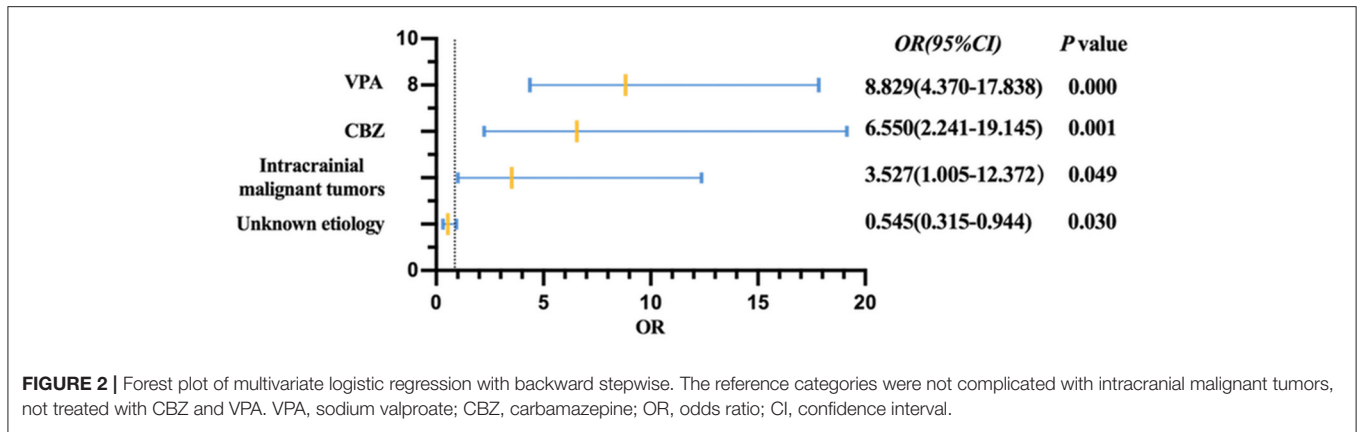 OR(95%CI) P value
10
VPA 8 8.829(4.370-17.838) 0.000
CBZ 6.550(2.241-19.145) 0.001
Intracrainial
malignant tumors 3.527(1.005-12.372) 0.049
Unknown etiology 0.545(0.315-0.944) 0.030
0
0 5 10 15 20
OR
FIGURE 2 | Forest plot of multivariate logistic regression with backward stepwise. The reference categories were not complicated with intracranial malignant tumors,
not treated with CBZ and VPA. VPA, sodium valproate; CBZ, carbamazepine; OR, odds ratio; CI, confidence interval.